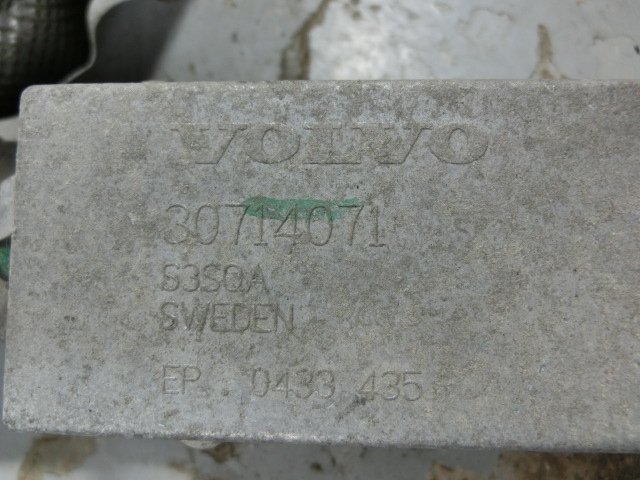 VOLVO
30714071
S3SQA
SWEDEN
EP. 0433 435